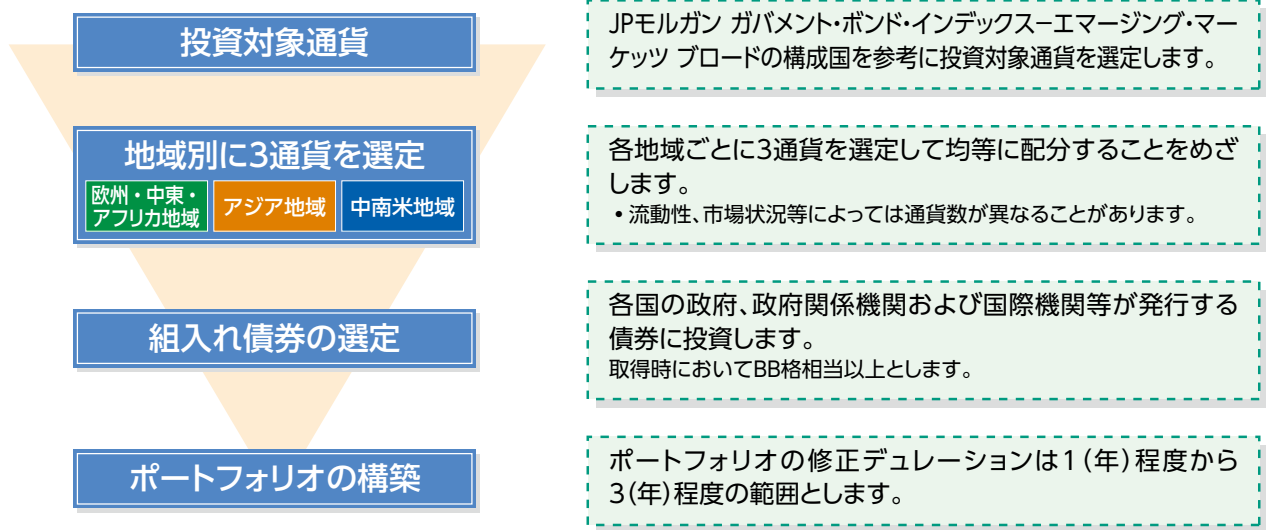 投資対象通貨
JPモルガン ガバメント・ボンド・インデックス－エマージング・マー
ケッツ ブロードの構成国を参考に投資対象通貨を選定します。
地域別に3通貨を選定
欧州・中東・
アフリカ地域
アジア地域
中南米地域
各地域ごとに3通貨を選定して均等に配分することをめざ
します。
• 流動性、市場状況等によっては通貨数が異なることがあります。
組入れ債券の選定
各国の政府、政府関係機関および国際機関等が発行する
債券に投資します。
取得時においてBB格相当以上とします。
ポートフォリオの構築
ポートフォリオの修正デュレーションは1（年）程度から
3（年）程度の範囲とします。